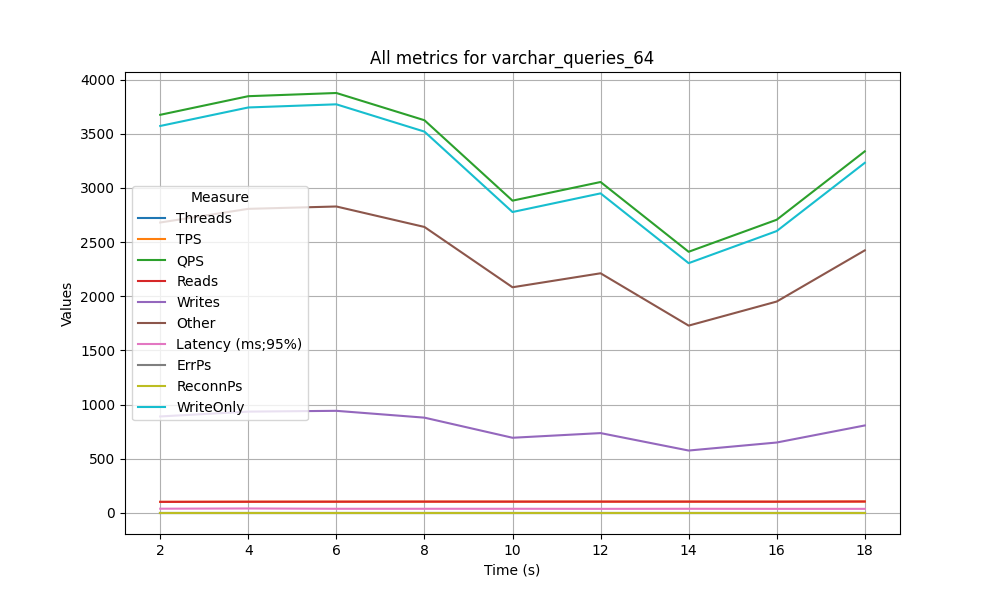 All metrics for varchar_queries_64
4000
3500
3000
2500
2000
1500
1000
500
0
Values
Measure
Threads
TPS
QPS
Reads
Writes
Other
Latency (ms;95%)
ErrPs
ReconnPs
WriteOnly
2 4 6 8 10 12 14 16 18
Time (s)